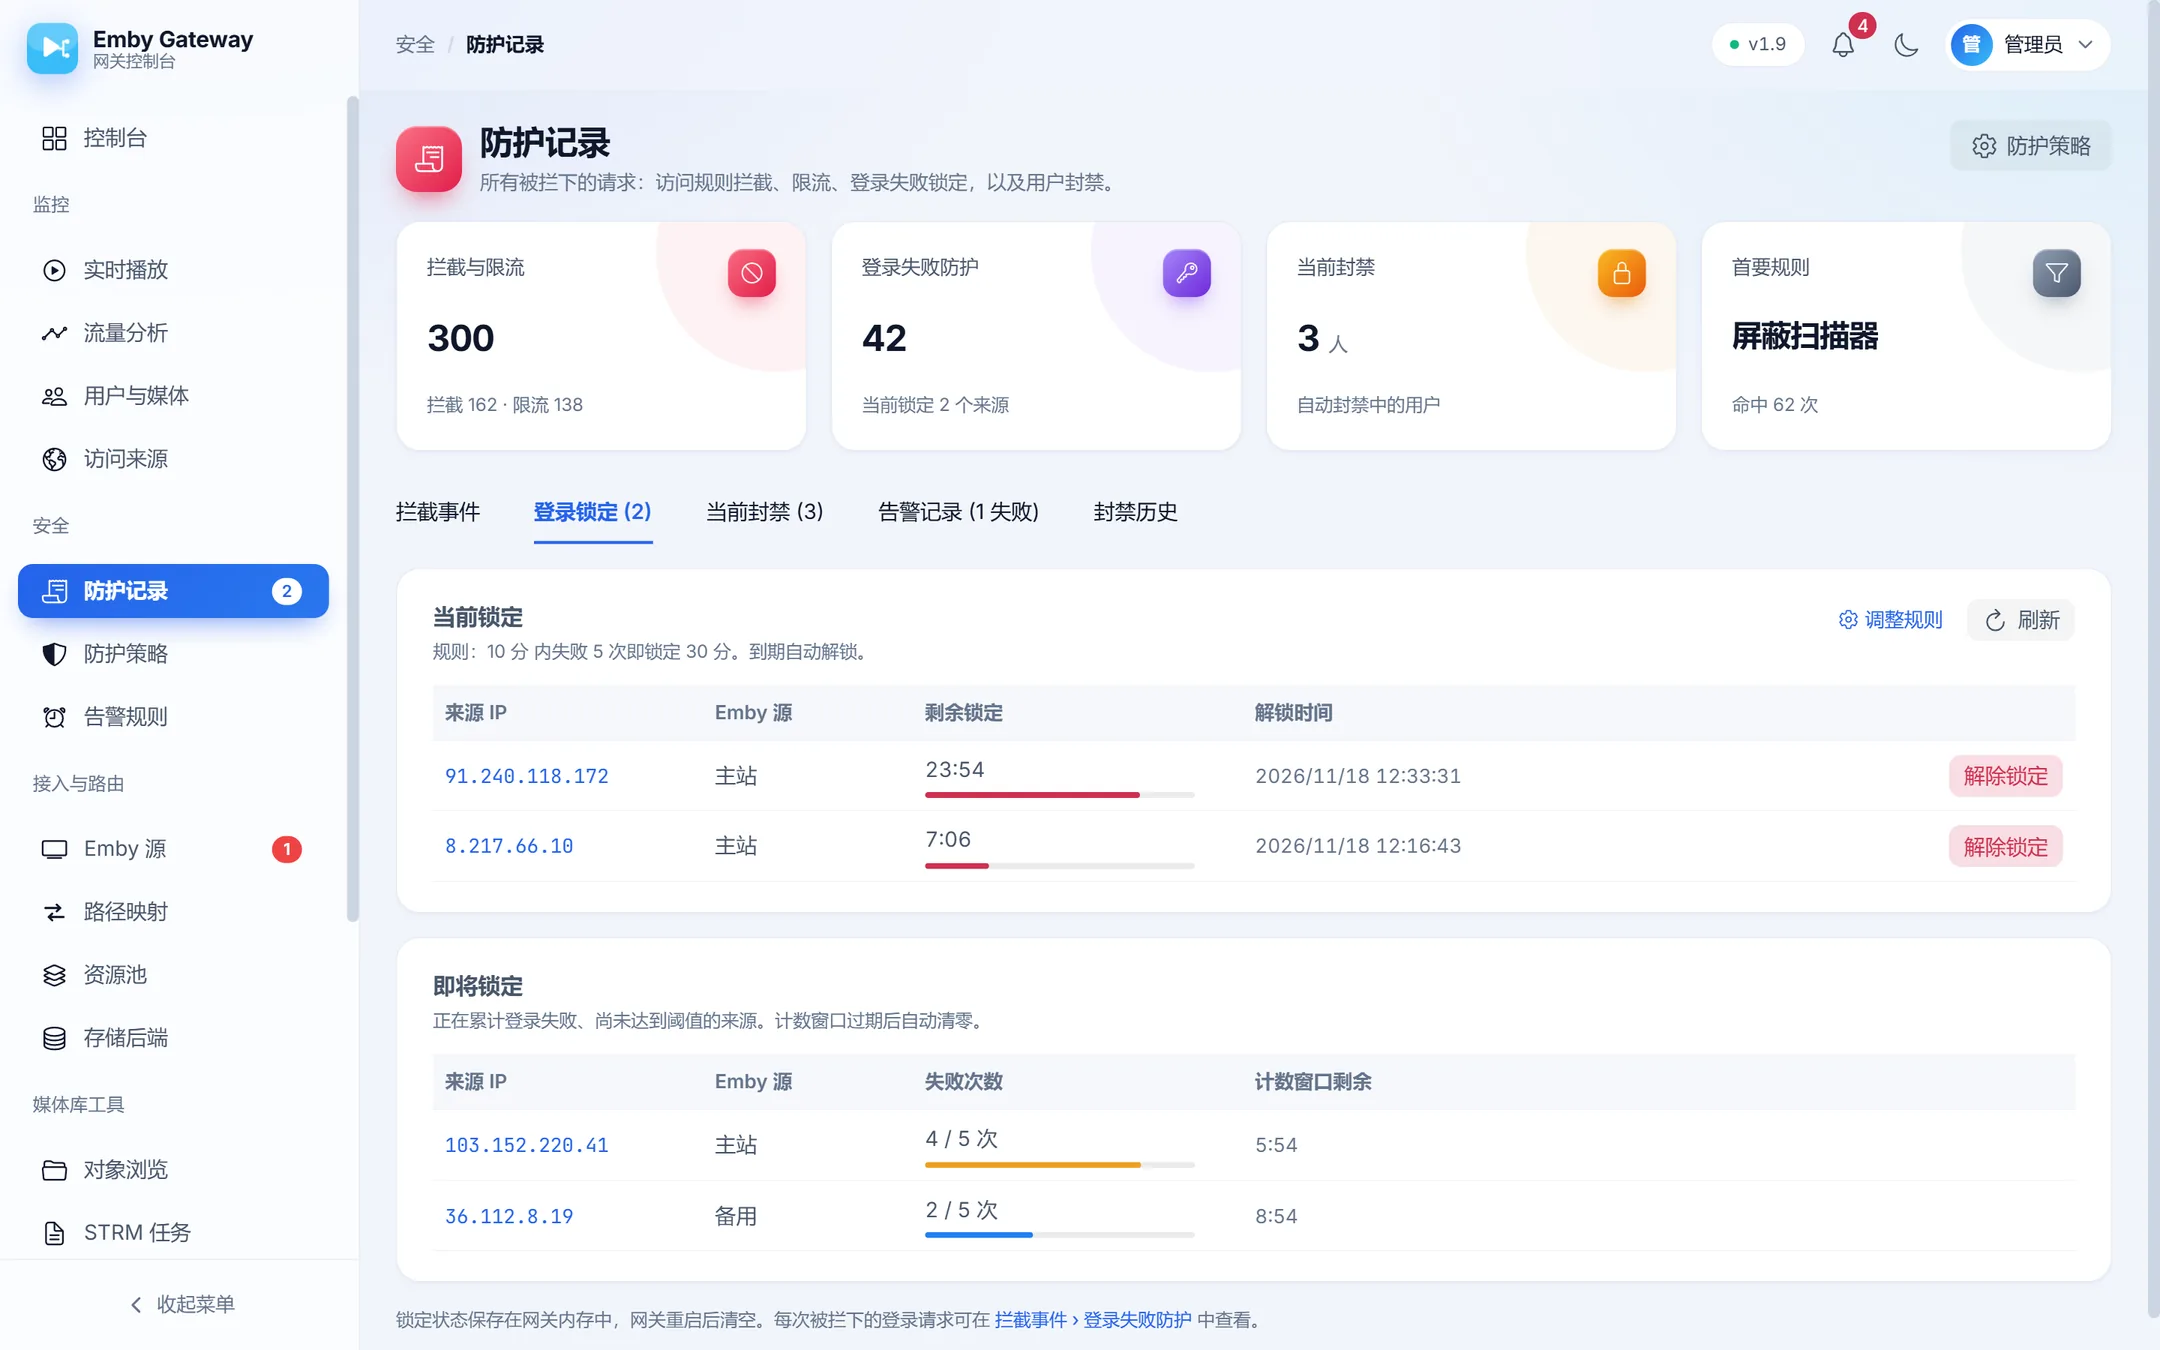 Emby Gateway
网关控制台
控制台
监控
实时播放
流量分析
用户与媒体
访问来源
安全
防护记录 2
防护策略
告警规则
接入与路由
Emby 源 1
路径映射
资源池
存储后端
媒体库工具
对象浏览
STRM 任务
收起菜单
安全 / 防护记录
v1.9
4
管 管理员
防护记录
所有被拦下的请求：访问规则拦截、限流、登录失败锁定，以及用户封禁。
防护策略
拦截与限流
300
拦截 162 · 限流 138
登录失败防护
42
当前锁定 2 个来源
当前封禁
3 人
自动封禁中的用户
首要规则
屏蔽扫描器
命中 62 次
拦截事件 登录锁定 (2) 当前封禁 (3) 告警记录 (1 失败) 封禁历史
当前锁定
规则：10 分 内失败 5 次即锁定 30 分。到期自动解锁。
调整规则 刷新
来源 IP Emby 源 剩余锁定 解锁时间
91.240.118.172 主站 23:54 2026/11/18 12:33:31 解除锁定
8.217.66.10 主站 7:06 2026/11/18 12:16:43 解除锁定
即将锁定
正在累计登录失败、尚未达到阈值的来源。计数窗口过期后自动清零。
来源 IP Emby 源 失败次数 计数窗口剩余
103.152.220.41 主站 4 / 5 次 5:54
36.112.8.19 备用 2 / 5 次 8:54
锁定状态保存在网关内存中，网关重启后清空。每次被拦下的登录请求可在 拦截事件 › 登录失败防护 中查看。